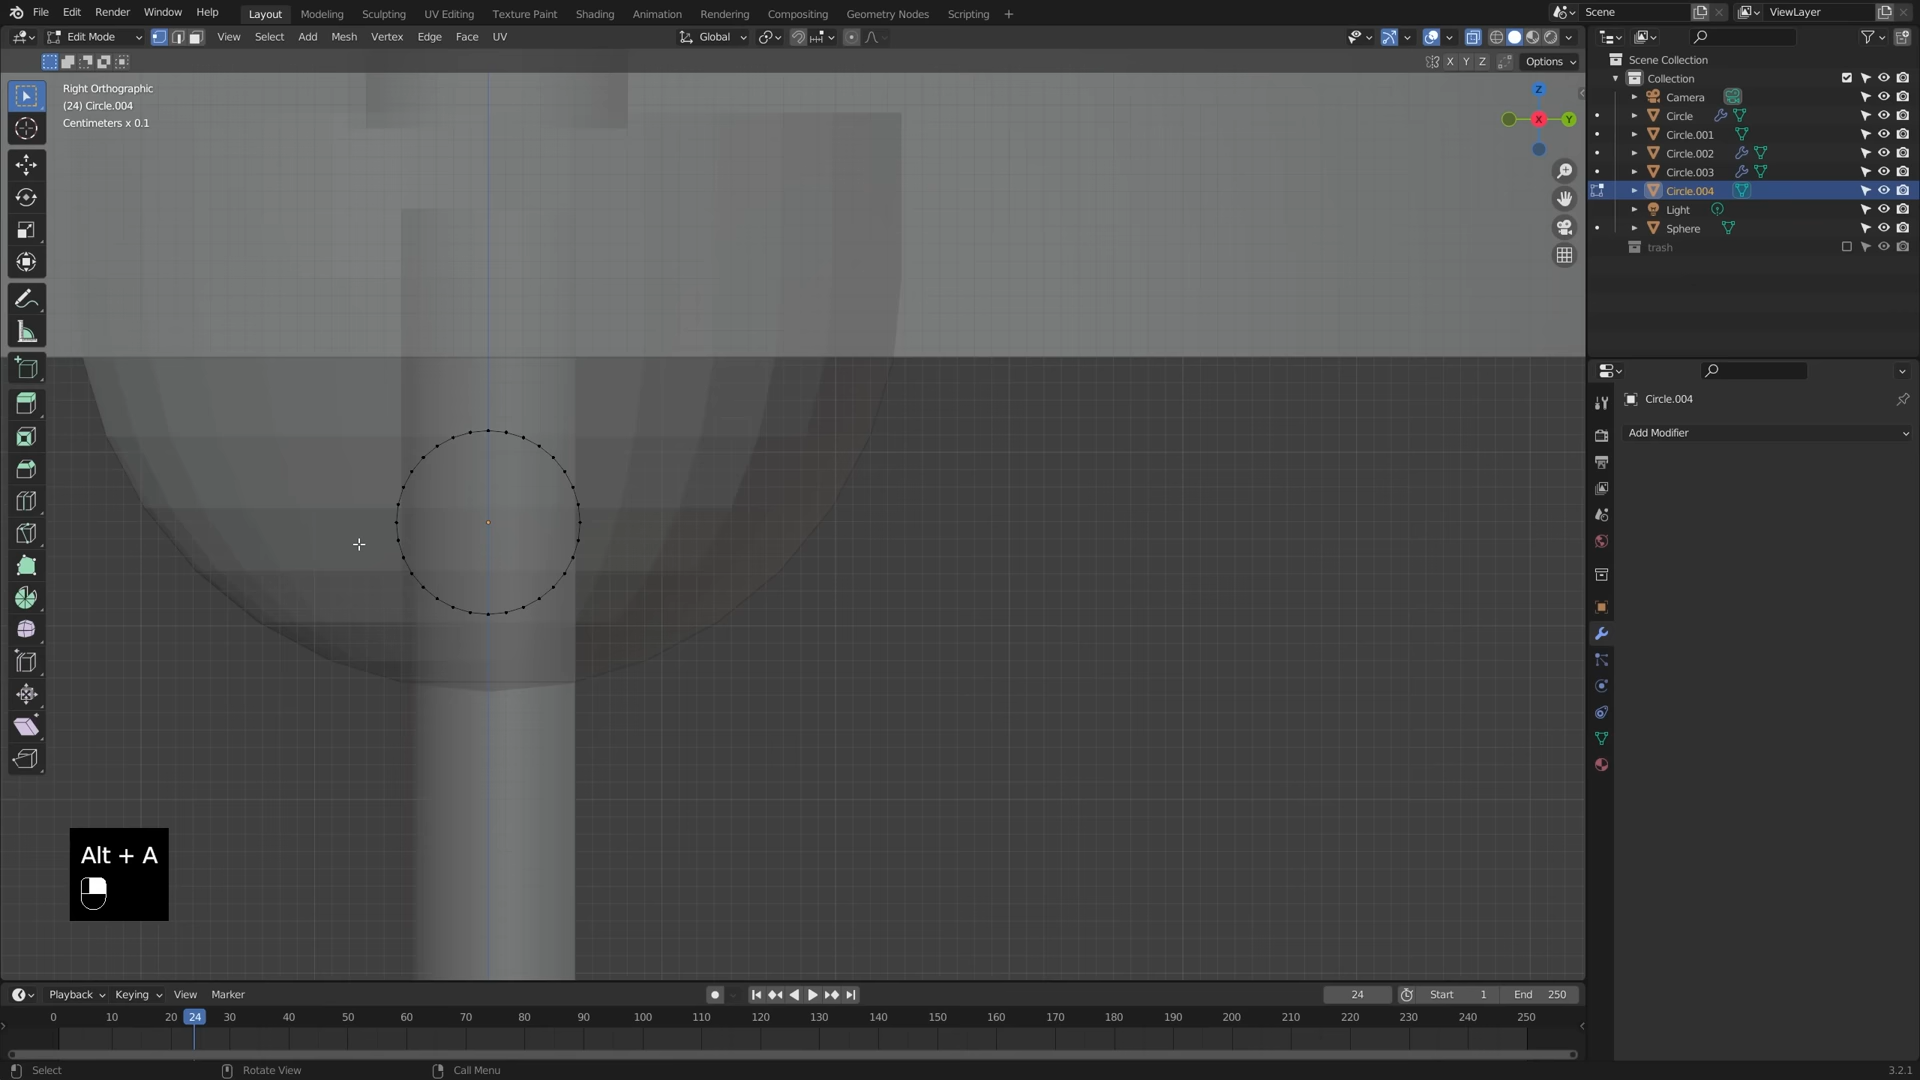 File Edit Render Window Help Layout Modeling Sculpting UV Editing Texture Paint Shading Animation Rendering Compositing Geometry Nodes Scripting + Scene ViewLayer
Edit Mode View Select Add Mesh Vertex Edge Face UV Global
X Y Z Options
Right Orthographic
(24) Circle.004
Centimeters x 0.1
Z
X
Y
Scene Collection
Collection
Camera
Circle
Circle.001
Circle.002
Circle.003
Circle.004
Light
Sphere
trash
Circle.004
Add Modifier
Alt + A
Playback Keying View Marker 24 Start 1 End 250
0 10 20 24 30 40 50 60 70 80 90 100 110 120 130 140 150 160 170 180 190 200 210 220 230 240 250
Select Rotate View Call Menu 3.2.1